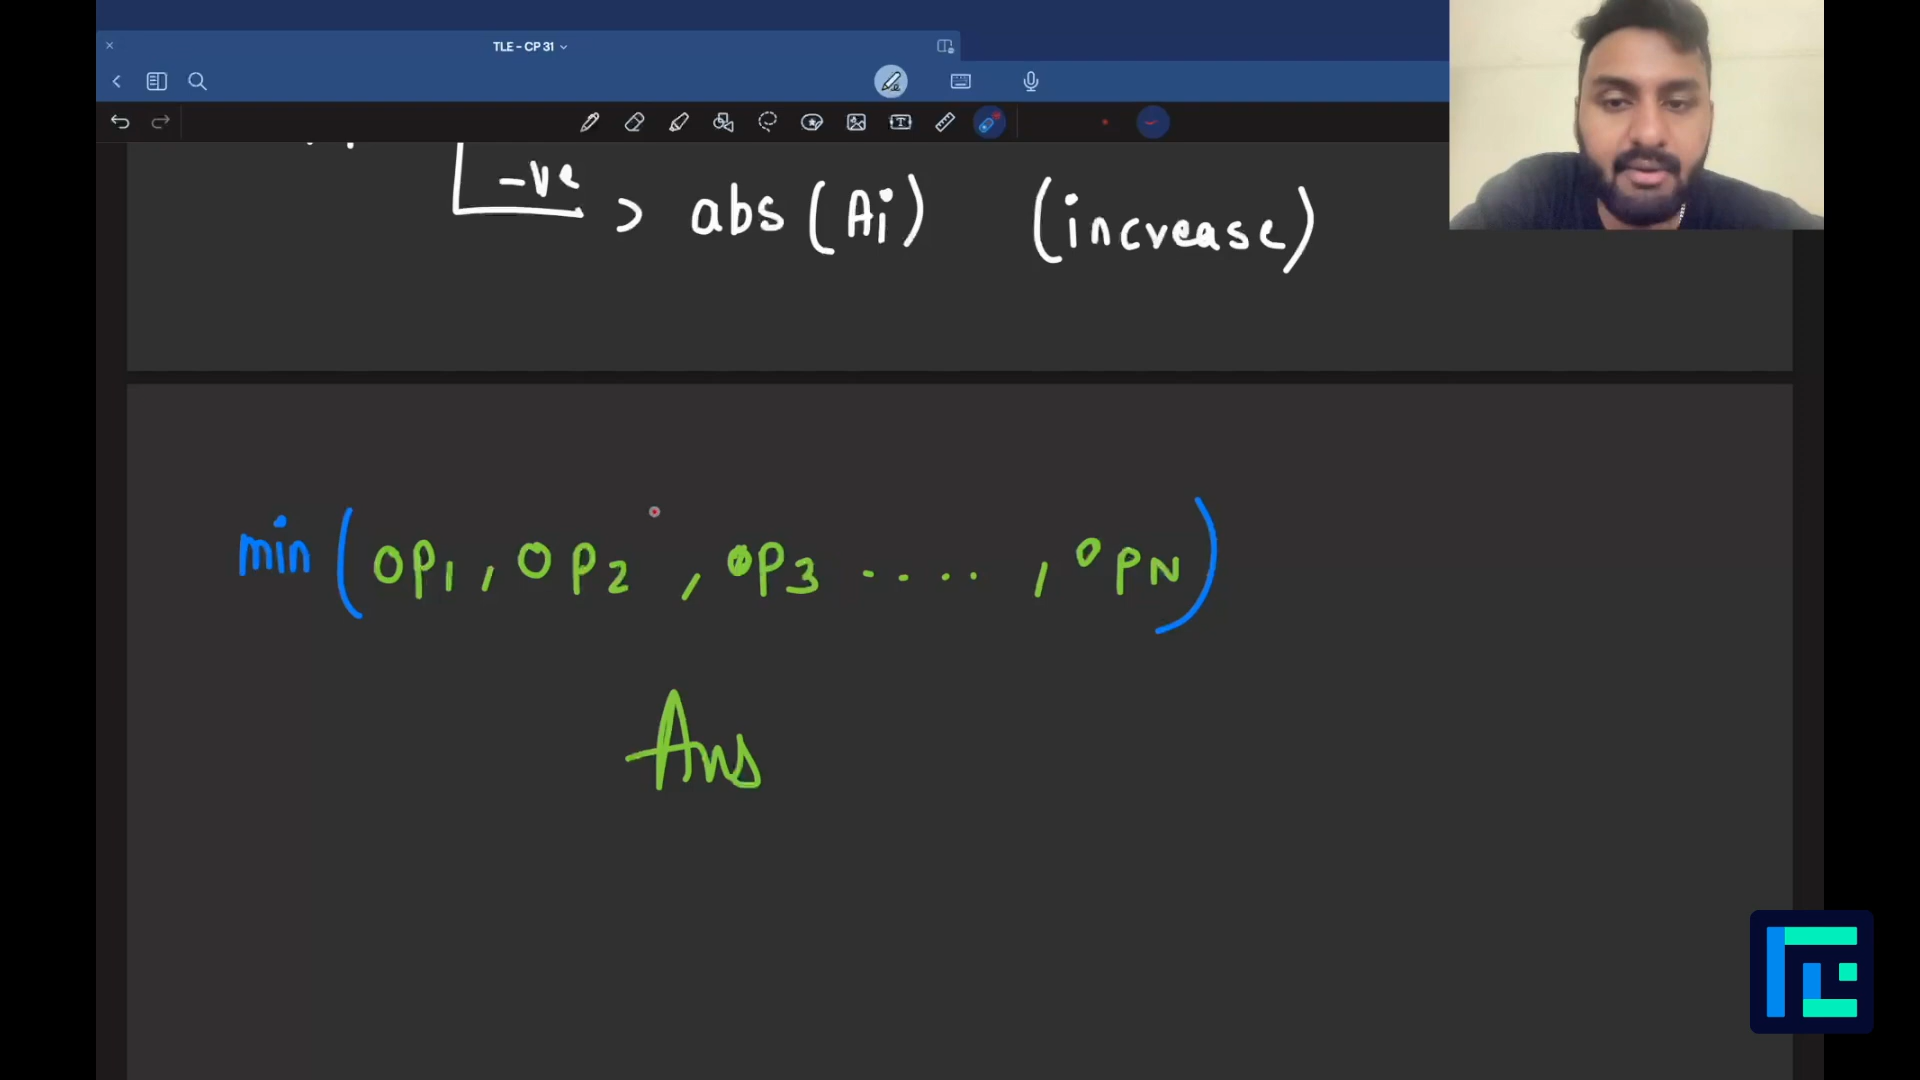 TLE - CP 31
-ve > abs (Ai) (increase)
min (op1, op2, op3 ....., opN)
Ans